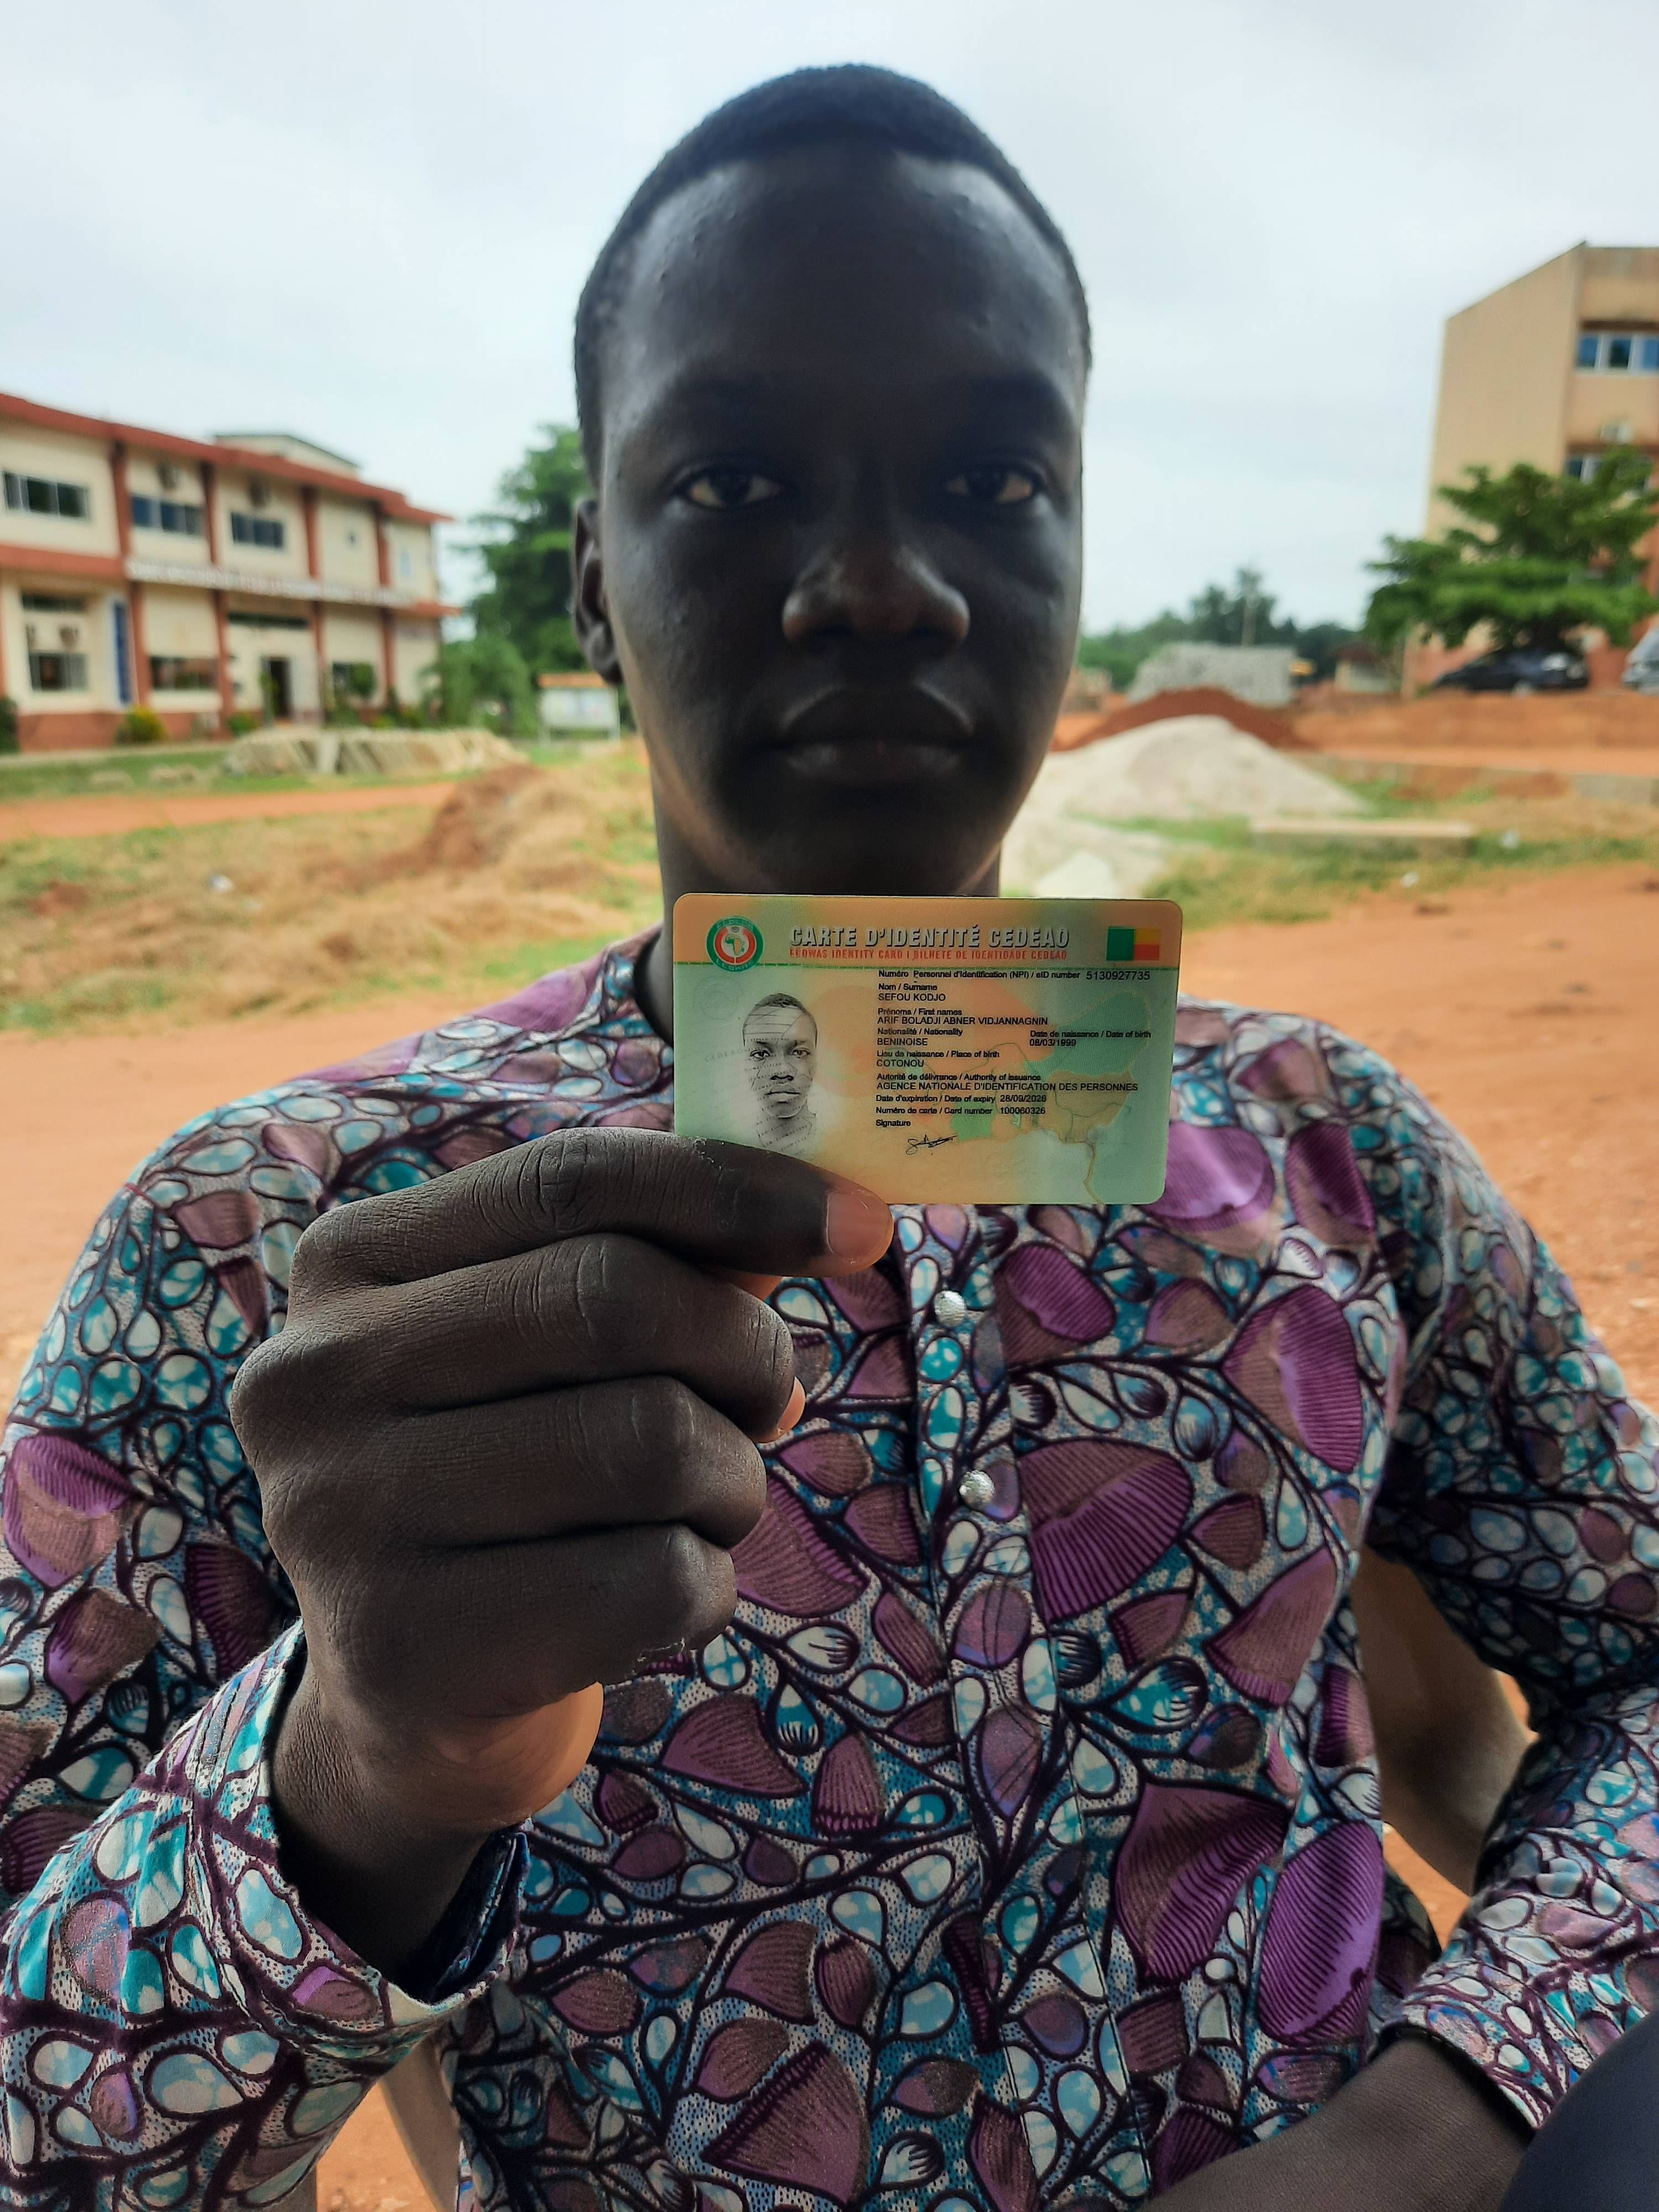 CARTE D'IDENTITÉ CEDEAO
ECOWAS IDENTITY CARD I BILHETE DE IDENTIDADE CEDEAO
Numéro Personnel d'Identification (NPI) / eID number 5130927735
Nom / Surname
SEFOU KODJO
Prénoms / First names
ARIF BOLADJI ABNER VIDJANNAGNIN
Nationalité / Nationality Date de naissance / Date of birth
BENINOISE 08/03/1999
Lieu de naissance / Place of birth
COTONOU
Autorité de délivrance / Authority of issuance
AGENCE NATIONALE D'IDENTIFICATION DES PERSONNES
Date d'expiration / Date of expiry 28/09/2026
Numéro de carte / Card number 100060326
Signature